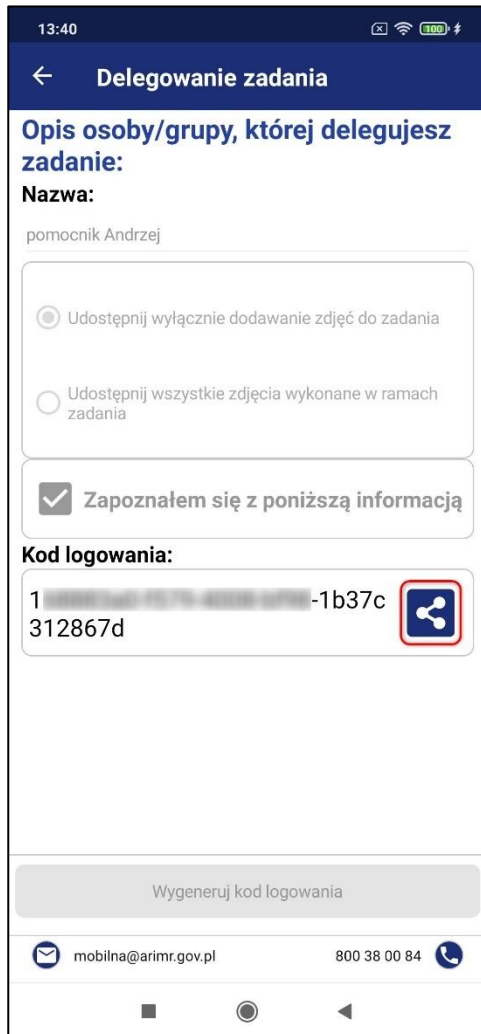 13:40
100
Delegowanie zadania
Opis osoby/grupy, której delegujesz
zadanie:
Nazwa:
pomocnik Andrzej
Udostępnij wyłącznie dodawanie zdjęć do zadania
Udostępnij wszystkie zdjęcia wykonane w ramach
zadania
Zapoznałem się z poniższą informacją
Kod logowania:
1 -1b37c
312867d
Wygeneruj kod logowania
mobilna@arimr.gov.pl 800 38 00 84